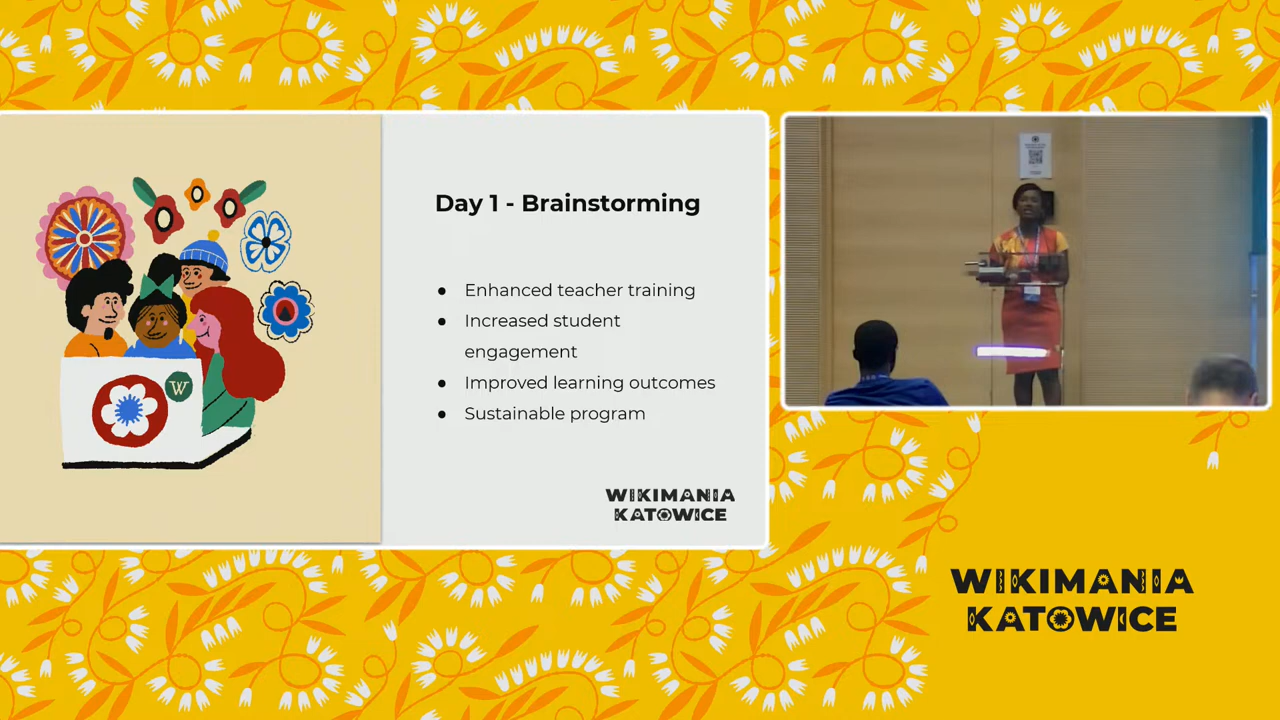 Day 1 - Brainstorming
● Enhanced teacher training
● Increased student
engagement
● Improved learning outcomes
● Sustainable program
W
WIKIMANIA
KATOWICE
WIKIMANIA
KATOWICE